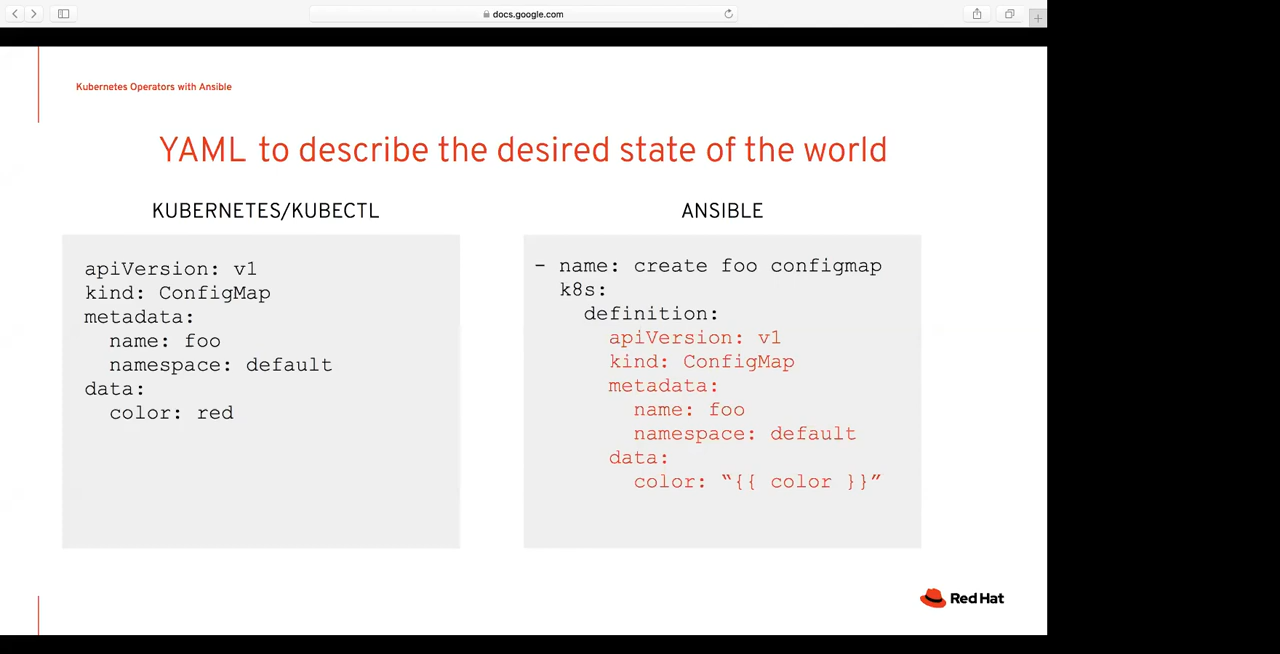 docs.google.com
Kubernetes Operators with Ansible
YAML to describe the desired state of the world
KUBERNETES/KUBECTL
apiVersion: v1
kind: ConfigMap
metadata:
  name: foo
  namespace: default
data:
  color: red
ANSIBLE
- name: create foo configmap
  k8s:
    definition:
      apiVersion: v1
      kind: ConfigMap
      metadata:
        name: foo
        namespace: default
      data:
        color: “{{ color }}”
Red Hat